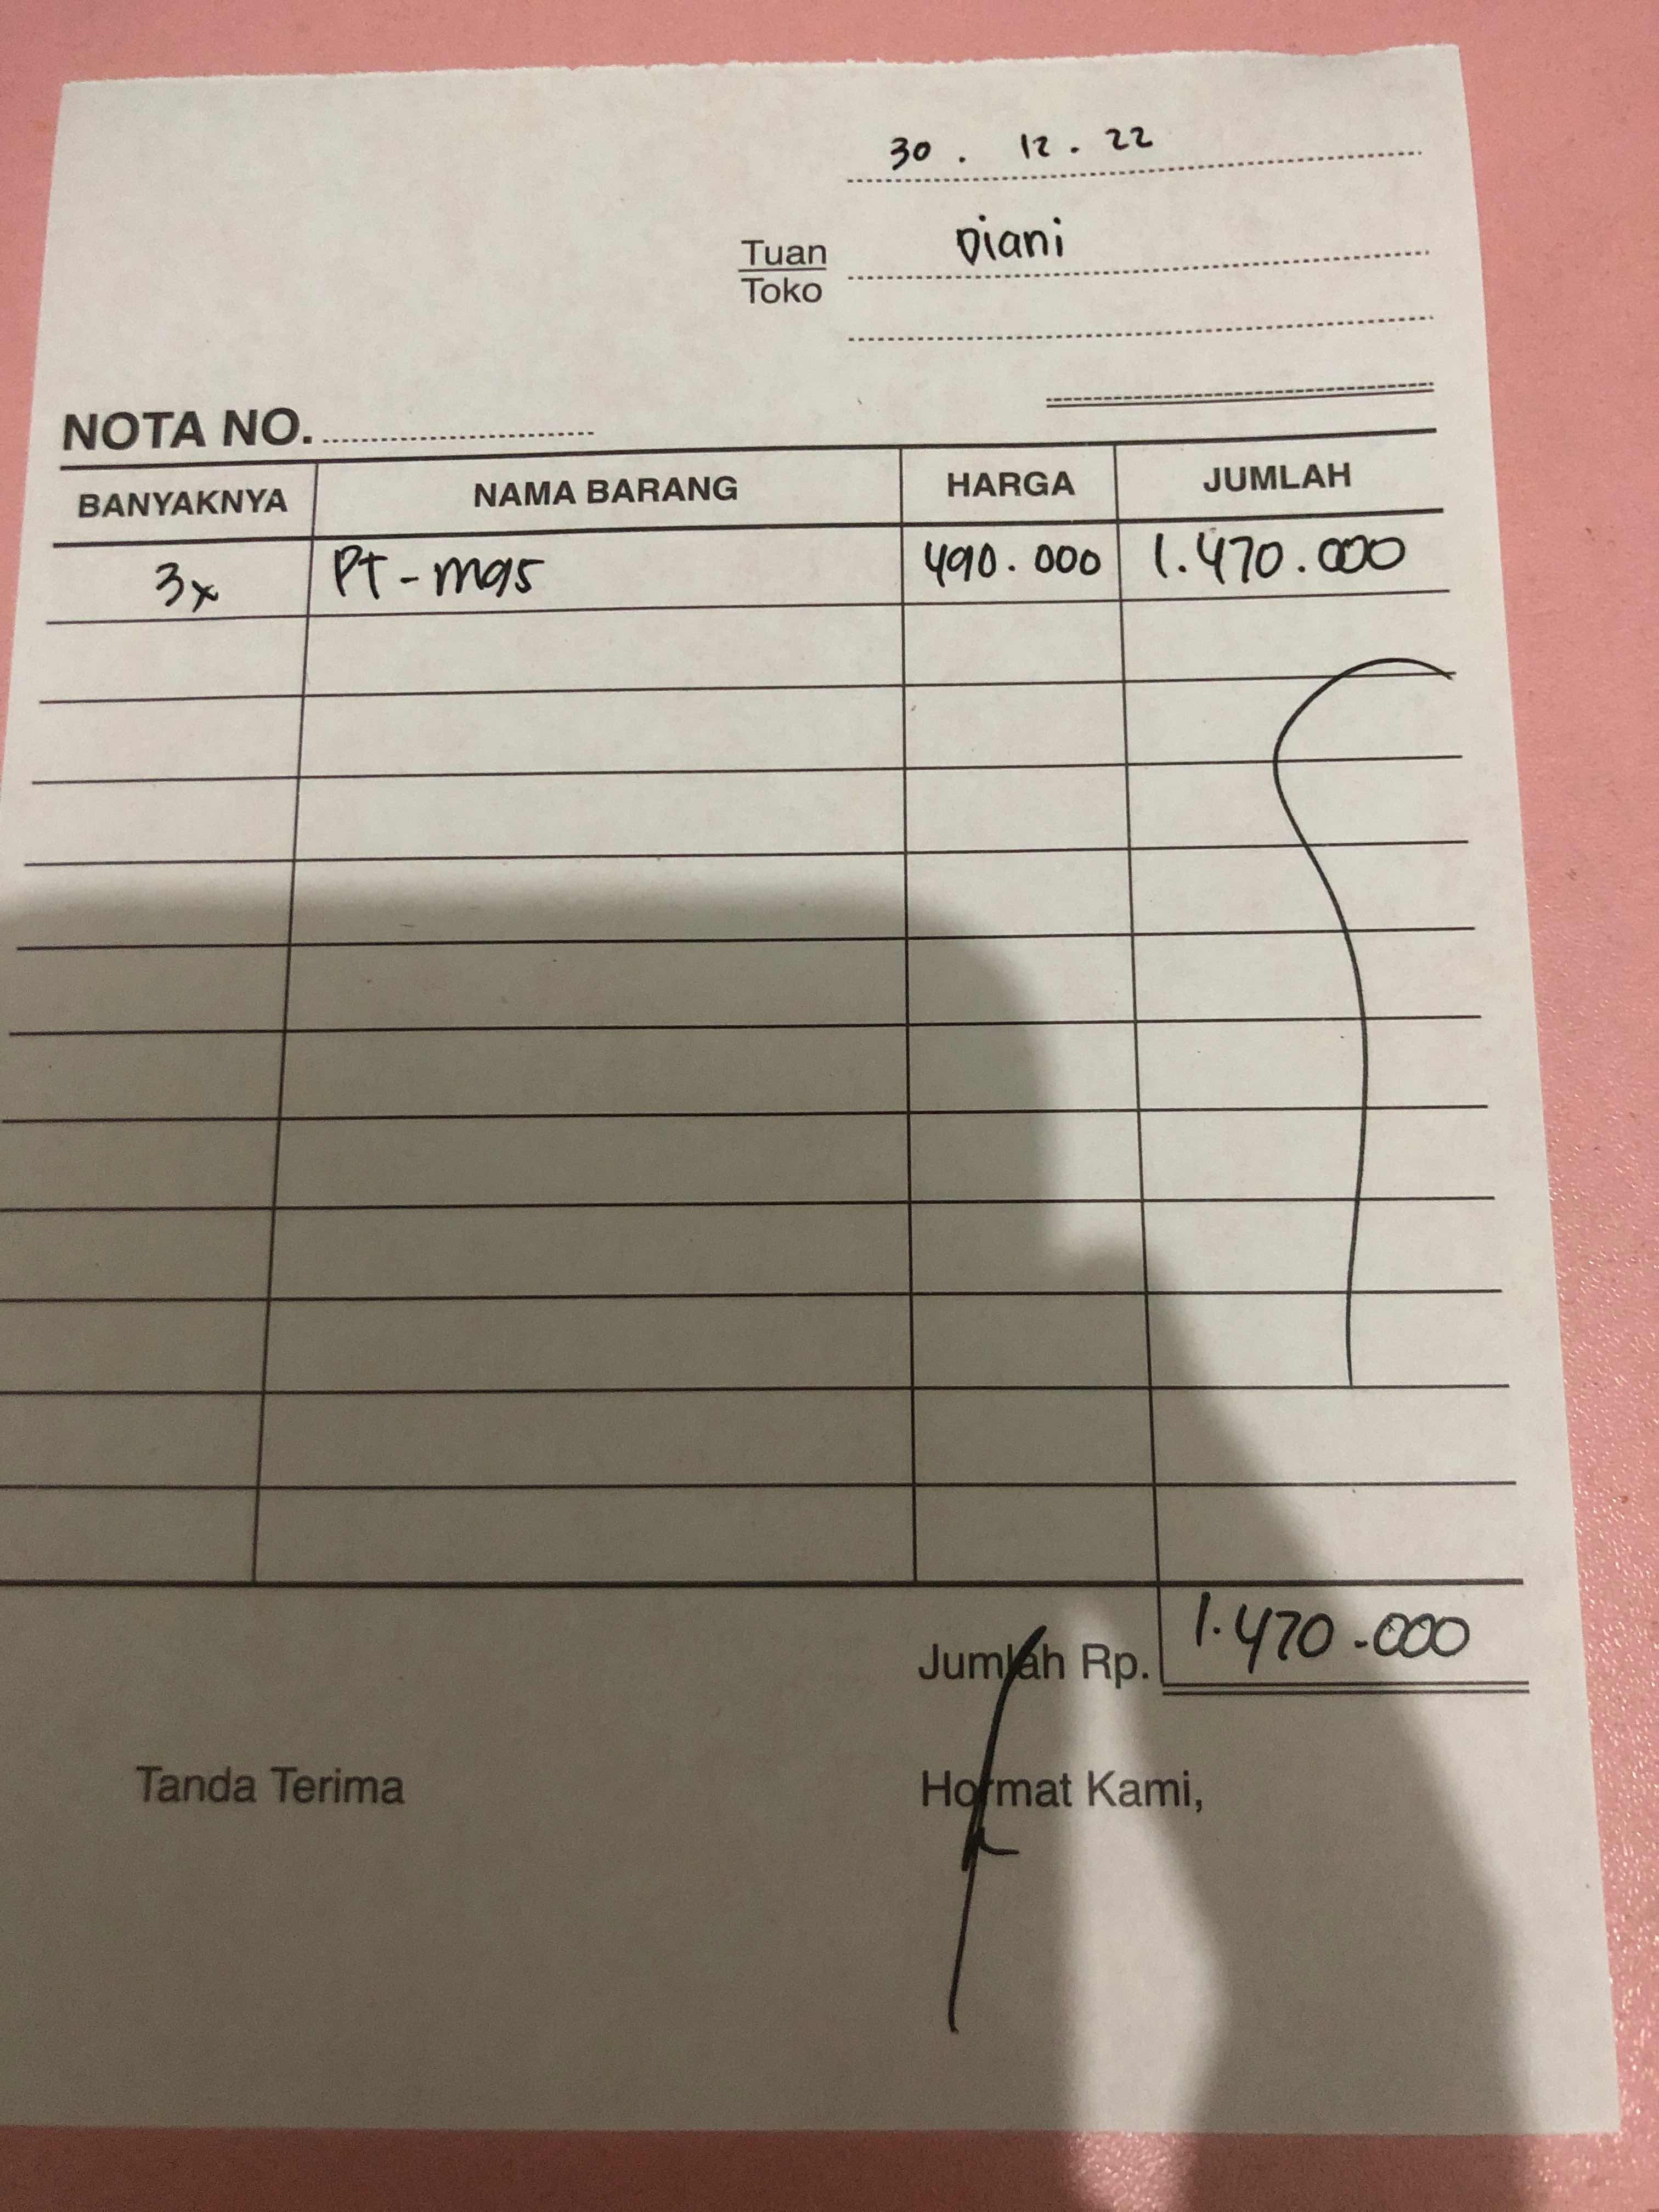 30 . 12 . 22
Tuan Diani
Toko
NOTA NO.
BANYAKNYA NAMA BARANG HARGA JUMLAH
3x PT - M95 490.000 1.470.000
Jumlah Rp. 1.470.000
Tanda Terima Hormat Kami,